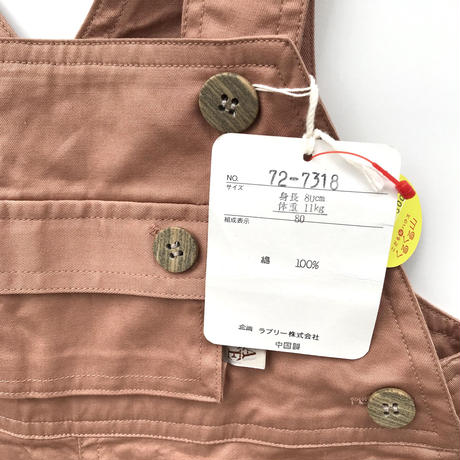 NO. 72-7318
サイズ
身長 80cm
体重 11kg
80
組成表示
綿 100%
企画 ラブリー株式会社
中国製